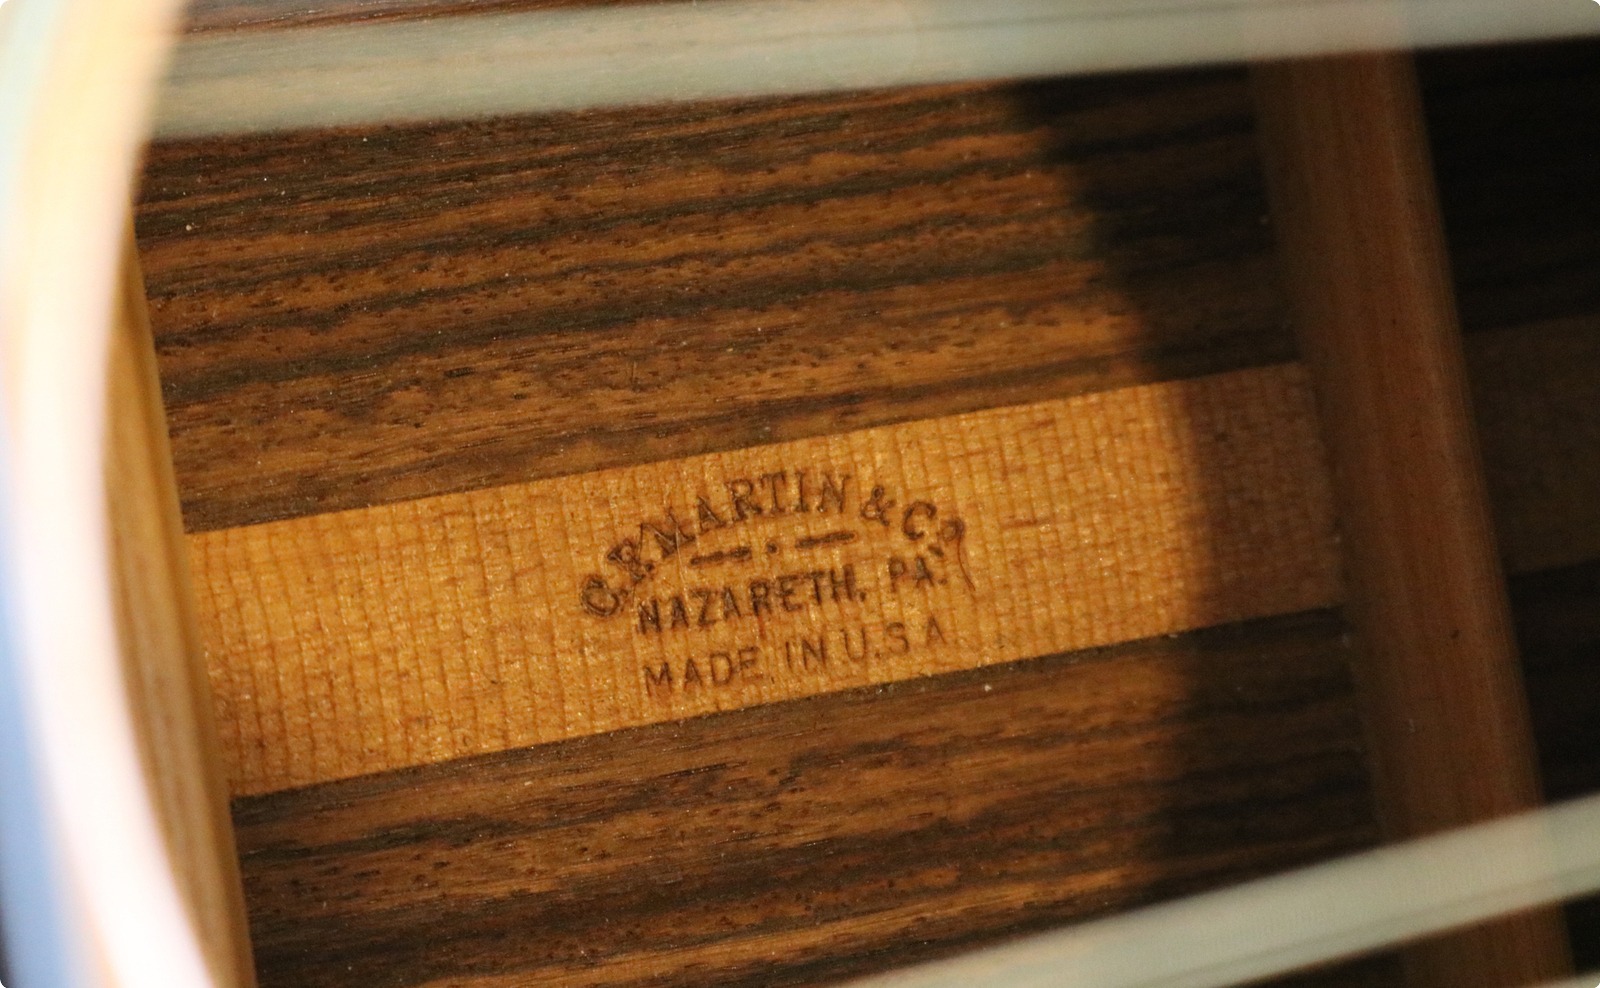 C.F. MARTIN & Co.
NAZARETH, PA.
MADE IN U.S.A